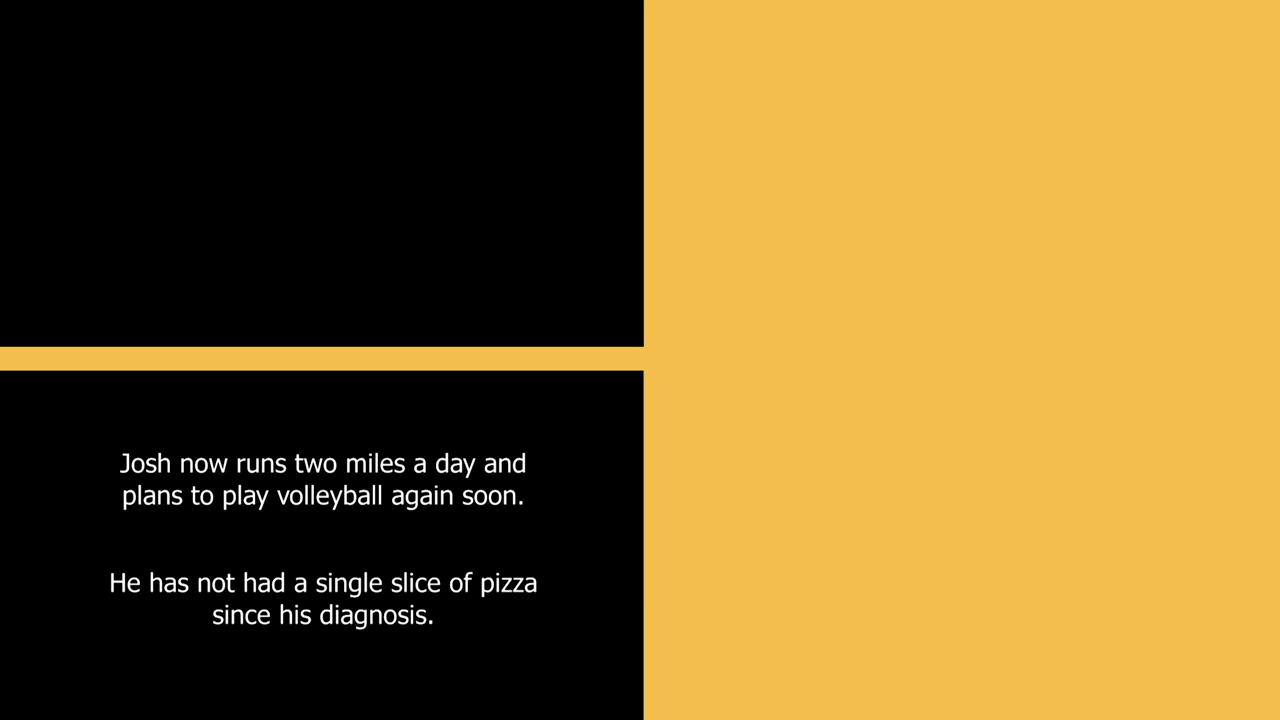 Josh now runs two miles a day and
plans to play volleyball again soon.
He has not had a single slice of pizza
since his diagnosis.